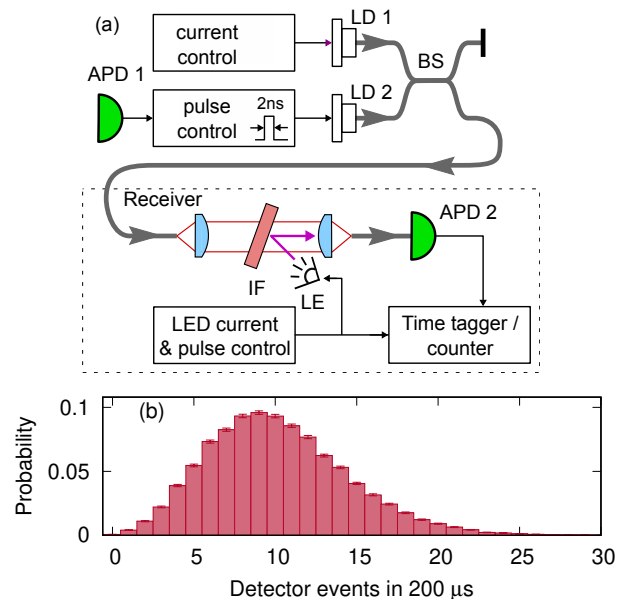 (a)
current
control
LD 1
BS
APD 1
pulse
control
2ns
LD 2
Receiver
APD 2
IF
LE
LED current
& pulse control
Time tagger /
counter
(b)
Probability
0.1
0.05
0
0 5 10 15 20 25 30
Detector events in 200 μs